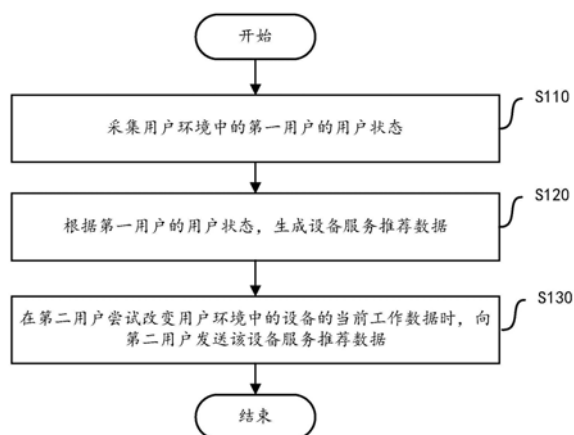 开始
S110
采集用户环境中的第一用户的用户状态
S120
根据第一用户的用户状态，生成设备服务推荐数据
S130
在第二用户尝试改变用户环境中的设备的当前工作数据时，向
第二用户发送该设备服务推荐数据
结束